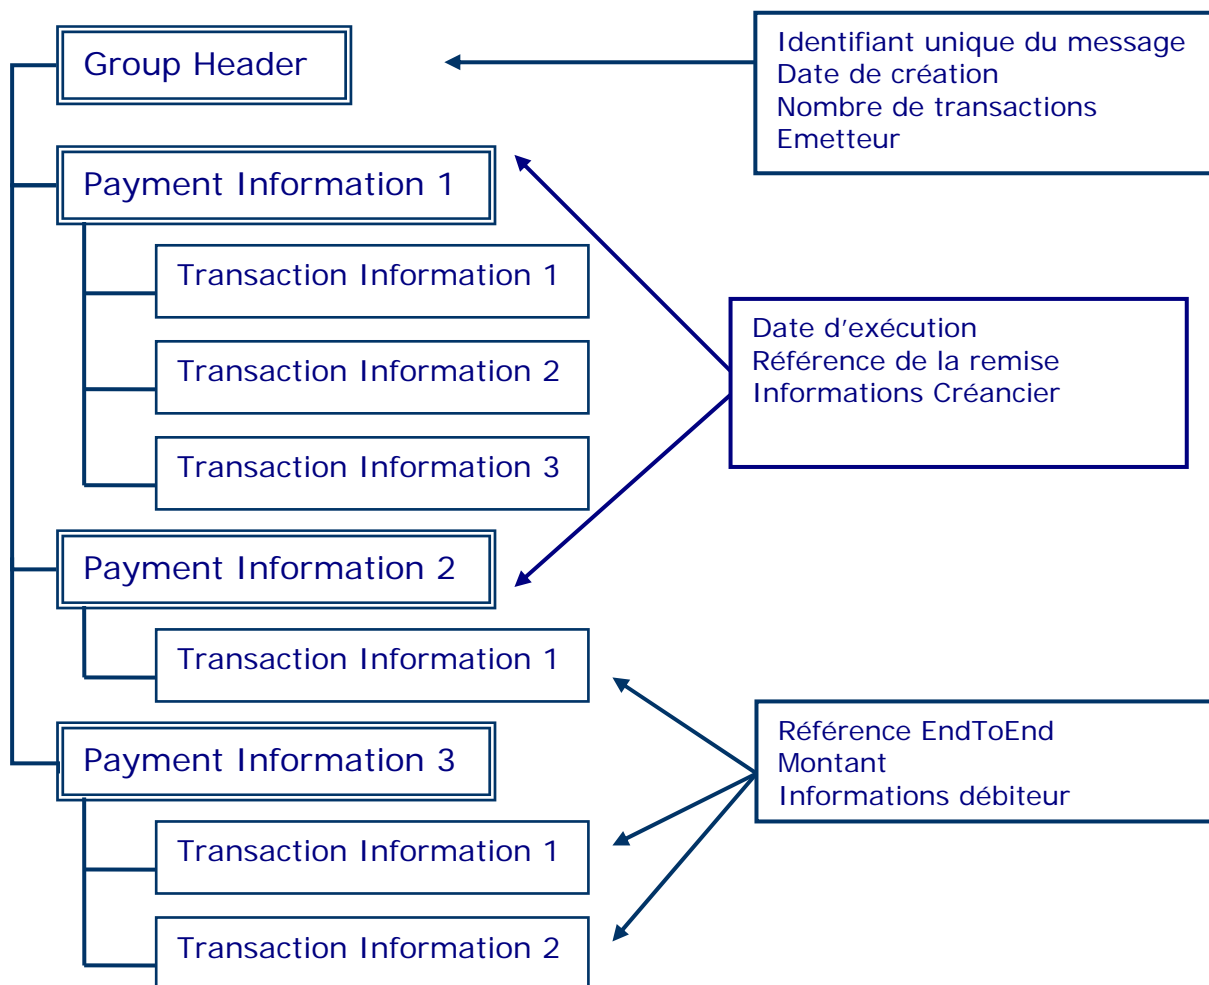 Group Header
Identifiant unique du message
Date de création
Nombre de transactions
Emetteur
Payment Information 1
Transaction Information 1
Transaction Information 2
Transaction Information 3
Date d'exécution
Référence de la remise
Informations Créancier
Payment Information 2
Transaction Information 1
Payment Information 3
Transaction Information 1
Transaction Information 2
Référence EndToEnd
Montant
Informations débiteur